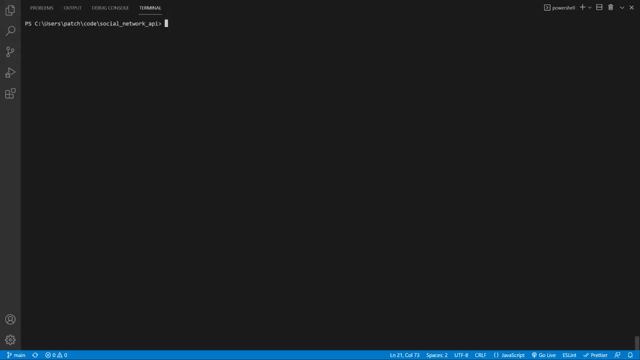 PROBLEMS OUTPUT DEBUG CONSOLE TERMINAL powershell
PS C:\Users\patch\code\social_network_api>
main 0 0 Ln 21, Col 73 Spaces: 2 UTF-8 CRLF JavaScript Go Live ESLint Prettier